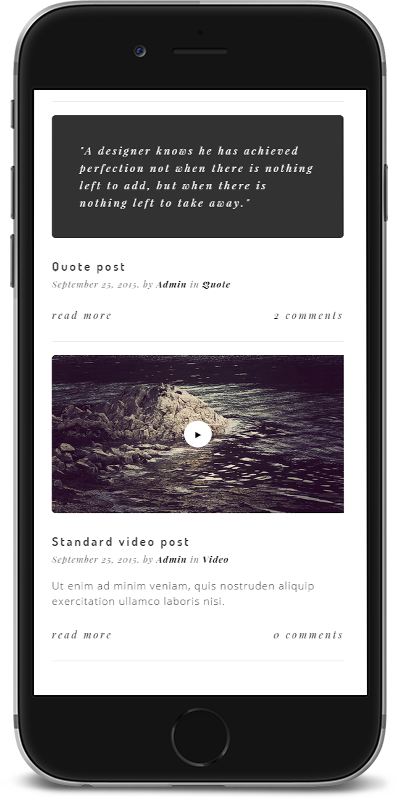 "A designer knows he has achieved
perfection not when there is nothing
left to add, but when there is
nothing left to take away."
Quote post
September 25, 2015. by Admin in Quote
read more 2 comments
Standard video post
September 25, 2015. by Admin in Video
Ut enim ad minim veniam, quis nostruden aliquip
exercitation ullamco laboris nisi.
read more 0 comments